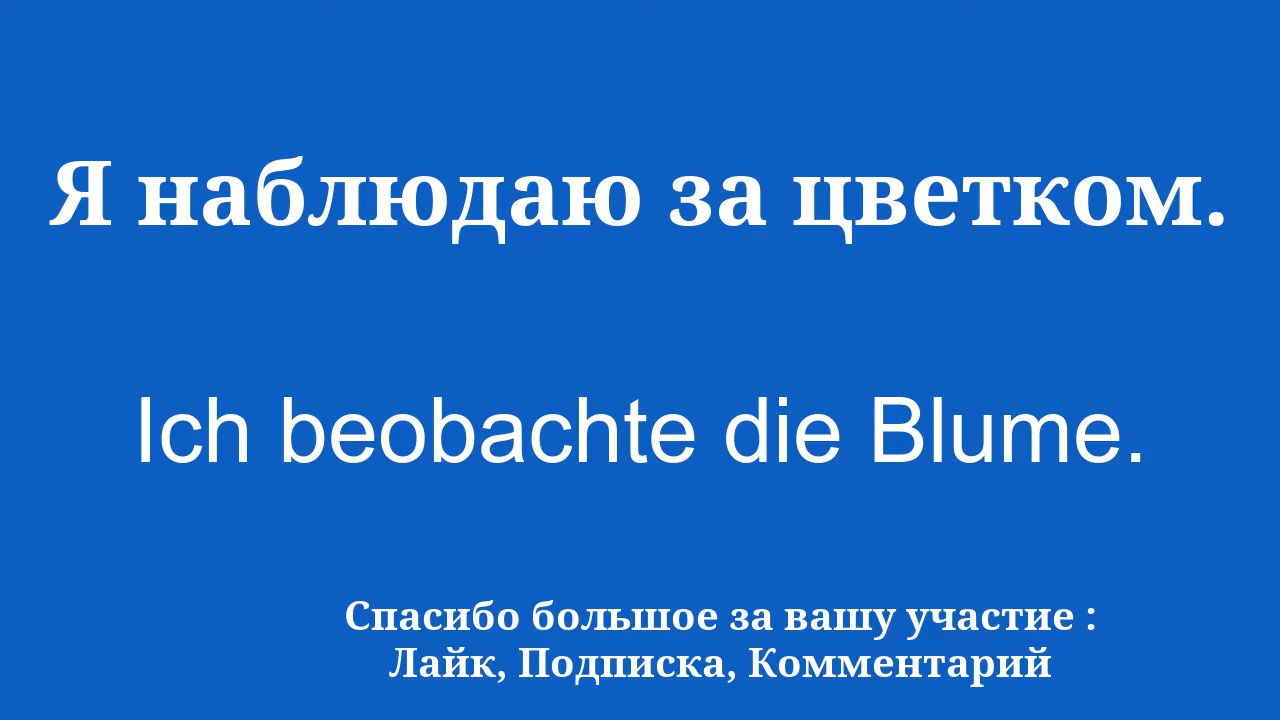 Я наблюдаю за цветком.
Ich beobachte die Blume.
Спасибо большое за вашу участие :
Лайк, Подписка, Комментарий